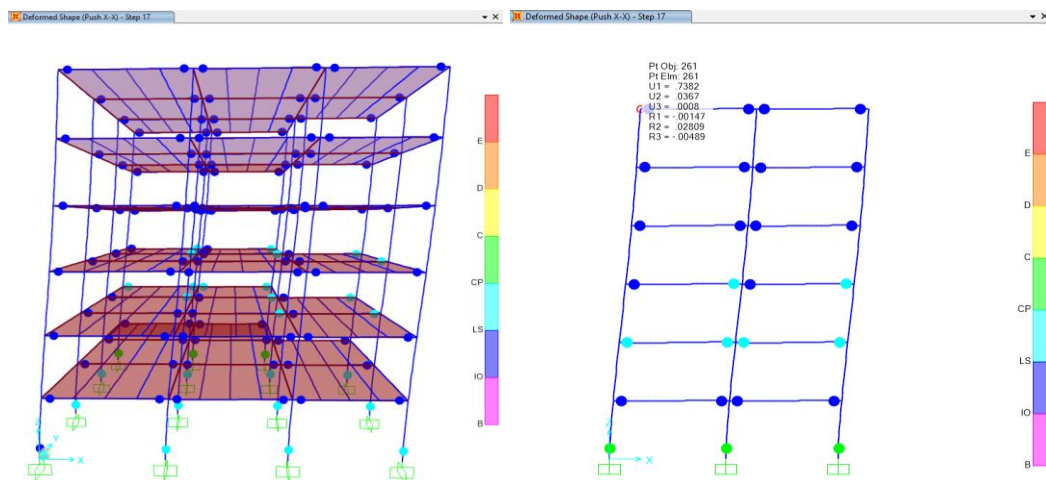 Deformed Shape (Push X-X) - Step 17
E
D
C
CP
LS
IO
B
Z
Y
X
Deformed Shape (Push X-X) - Step 17
Pt Obj: 261
Pt Elm: 261
U1 = .7382
U2 = .0367
U3 = .0008
R1 = -.00147
R2 = .02809
R3 = -.00489
E
D
C
CP
LS
IO
B
Z
X